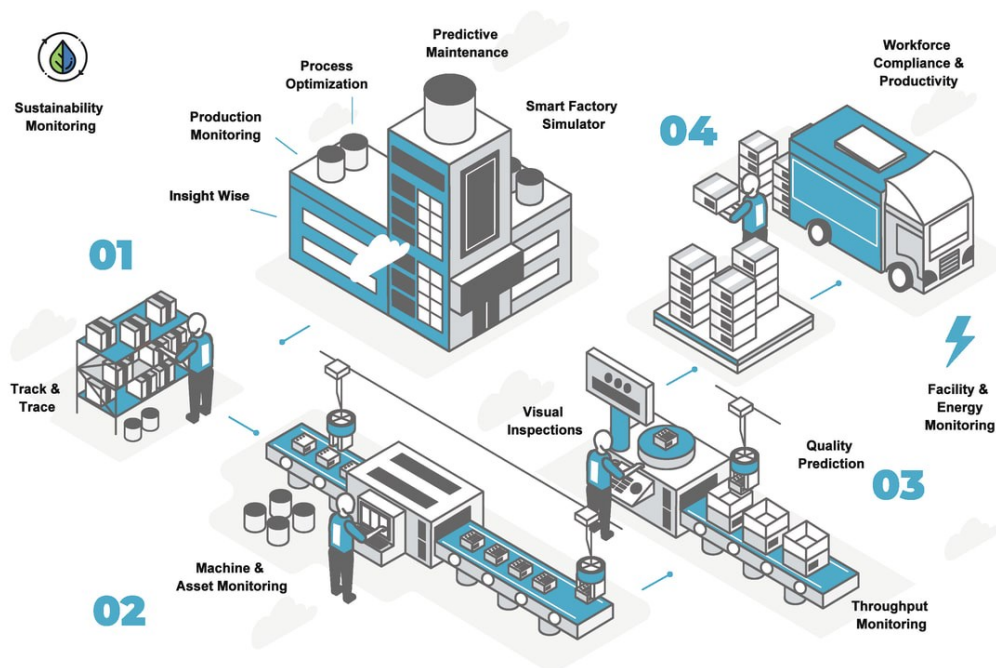 Sustainability
Monitoring
Production
Monitoring
Process
Optimization
Predictive
Maintenance
Smart Factory
Simulator
Insight Wise
Workforce
Compliance &
Productivity
04
01
Track &
Trace
Machine &
Asset Monitoring
02
Visual
Inspections
Quality
Prediction
03
Facility &
Energy
Monitoring
Throughput
Monitoring